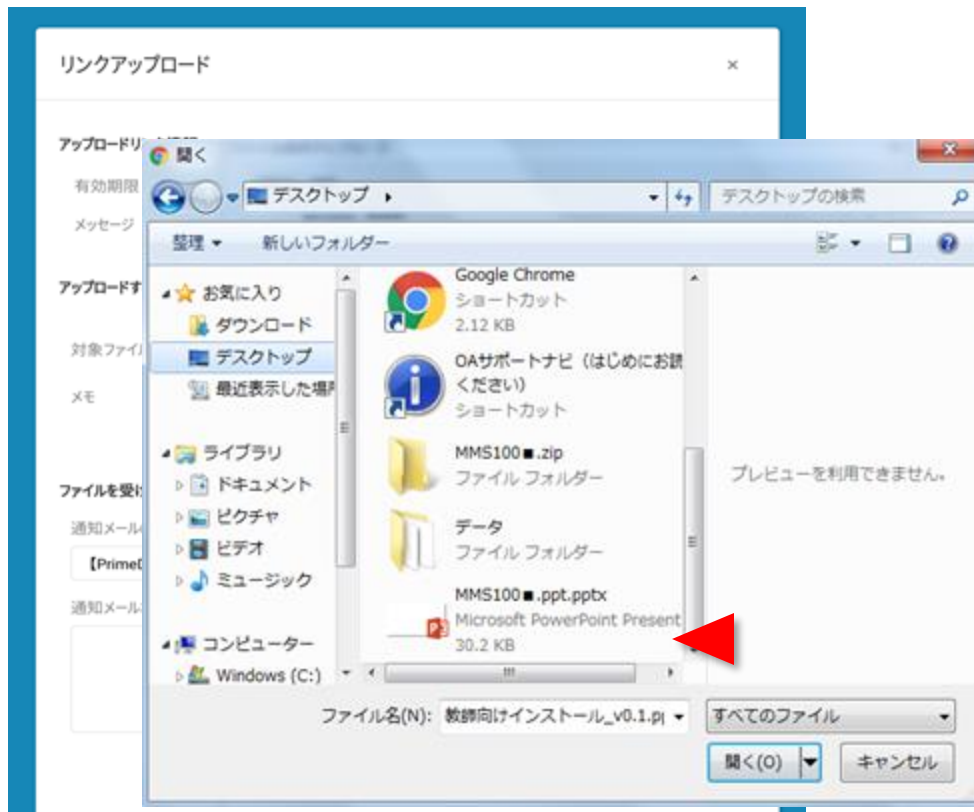 リンクアップロード
×
アップロードリ
有効期限
メッセージ
アップロードす
対象ファイ
メモ
ファイルを受け
通知メール
【Prime
通知メール
開く
デスクトップ
デスクトップの検索
整理
新しいフォルダー
お気に入り
ダウンロード
デスクトップ
最近表示した場所
ライブラリ
ドキュメント
ピクチャ
ビデオ
ミュージック
コンピューター
Windows (C:)
Google Chrome
ショートカット
2.12 KB
OAサポートナビ（はじめにお読
ください）
ショートカット
MMS100■.zip
ファイル フォルダー
データ
ファイル フォルダー
MMS100■.ppt.pptx
Microsoft PowerPoint Present
30.2 KB
プレビューを利用できません。
ファイル名(N):
教師向けインストール_v0.1.p
すべてのファイル
開く(O)
キャンセル